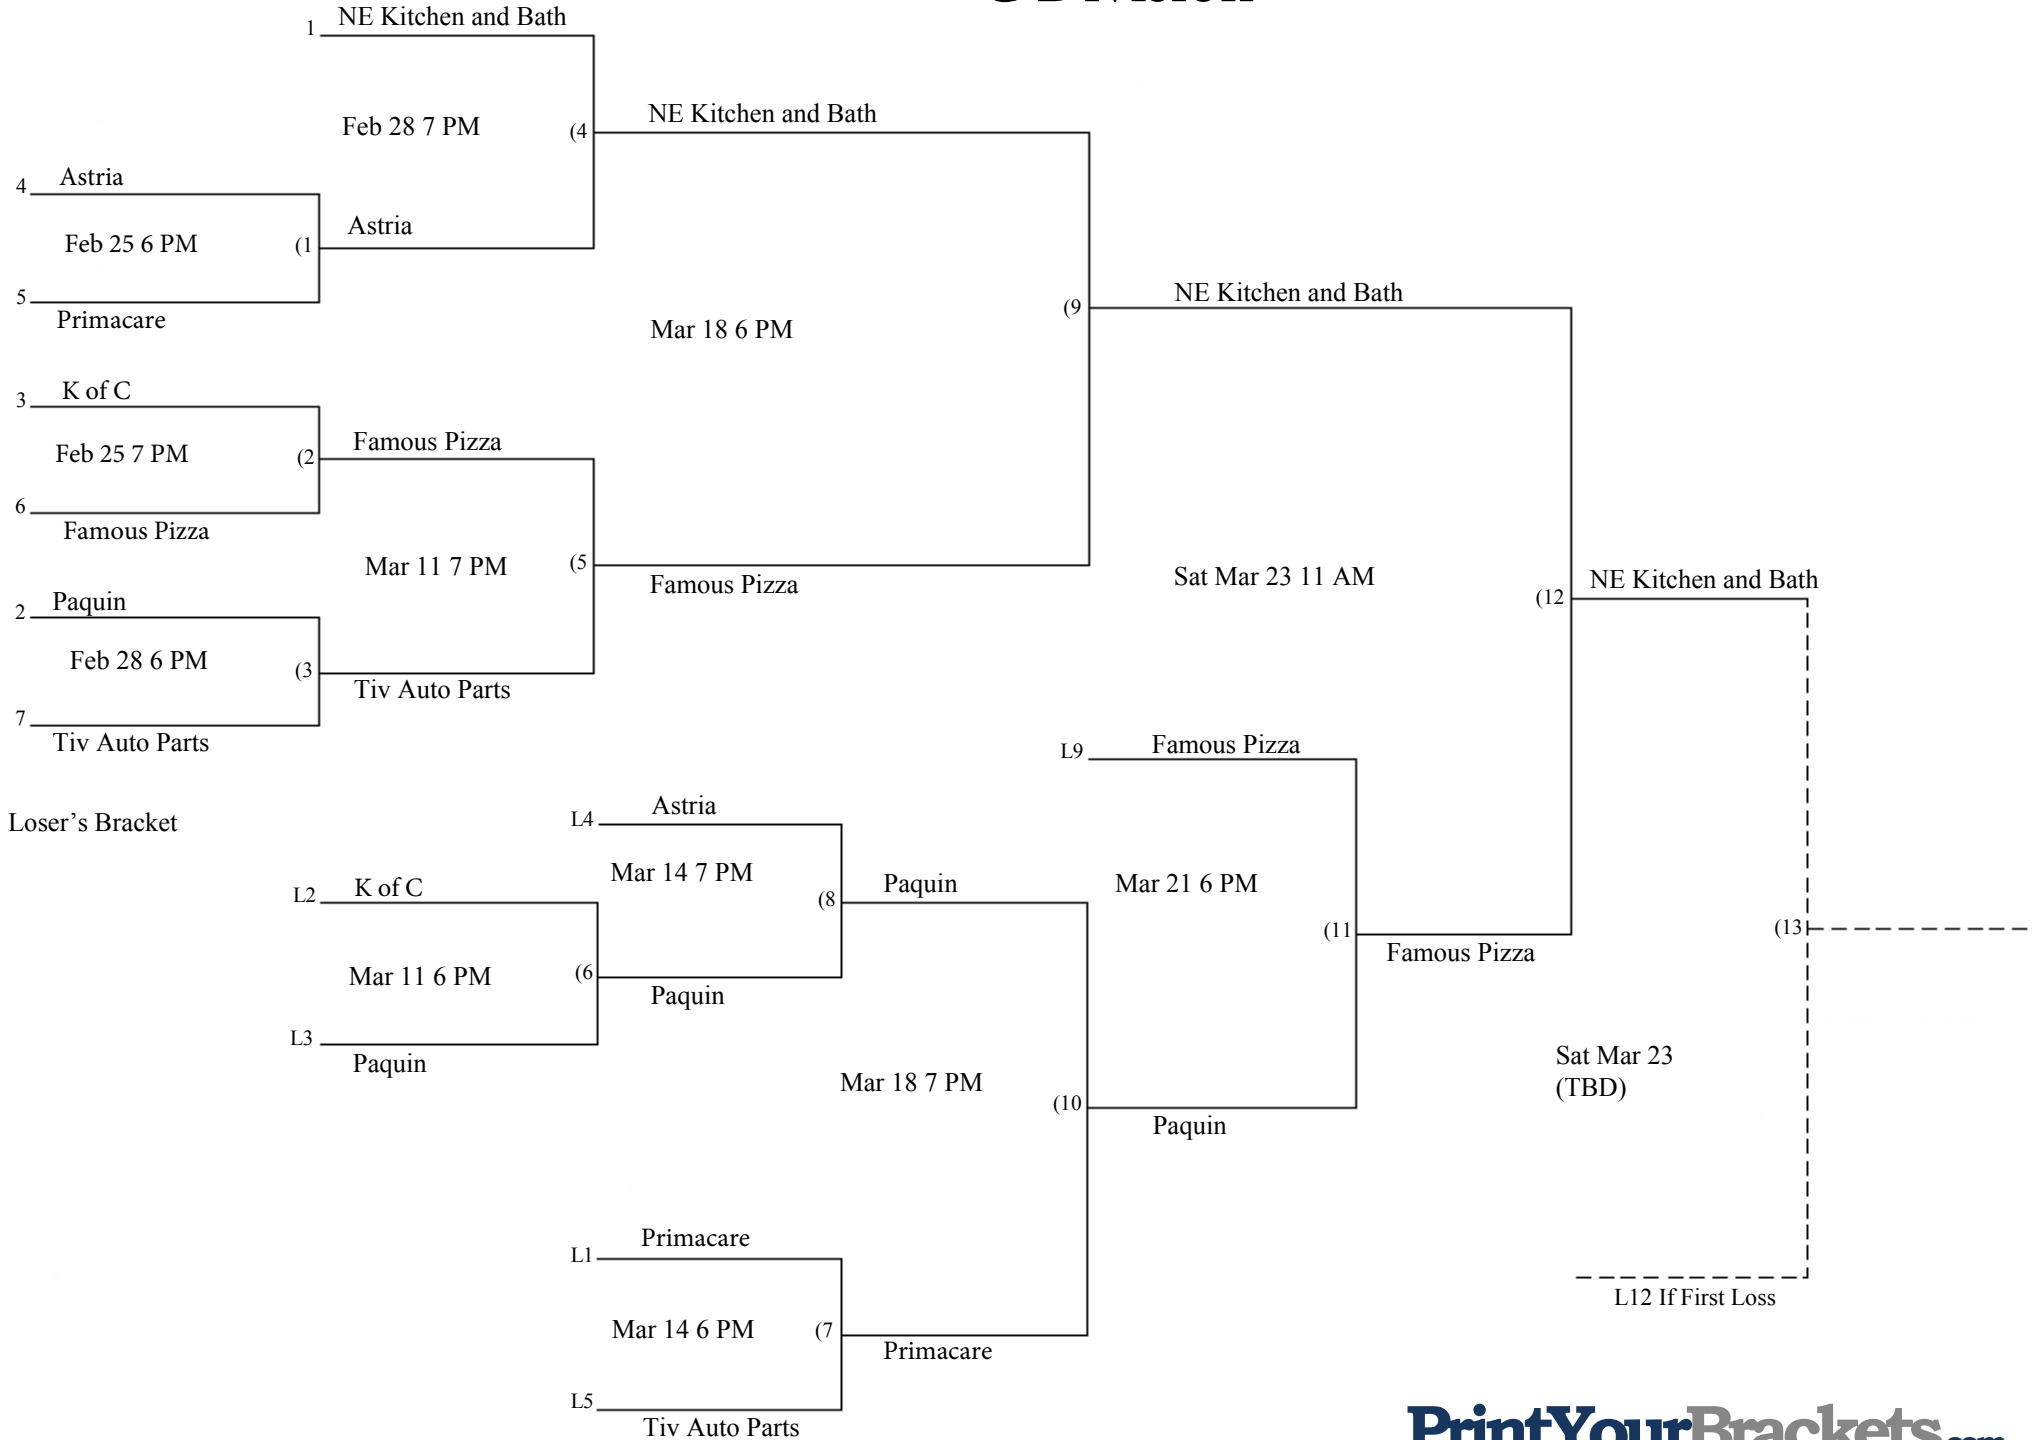 1 NE Kitchen and Bath
Feb 28 7 PM
(4
NE Kitchen and Bath
4 Astria
Feb 25 6 PM
(1
Astria
5
Primacare
Mar 18 6 PM
(9
NE Kitchen and Bath
3 K of C
Feb 25 7 PM
(2
Famous Pizza
6
Famous Pizza
Mar 11 7 PM
(5
Famous Pizza
Sat Mar 23 11 AM
(12
NE Kitchen and Bath
2 Paquin
Feb 28 6 PM
(3
Tiv Auto Parts
7
Tiv Auto Parts
L9 Famous Pizza
Loser’s Bracket
L4 Astria
Mar 14 7 PM
(8
Paquin
Mar 21 6 PM
(11
Famous Pizza
(13
L2 K of C
Mar 11 6 PM
(6
Paquin
L3
Paquin
Mar 18 7 PM
(10
Paquin
Sat Mar 23
(TBD)
L1 Primacare
Mar 14 6 PM
(7
Primacare
L5
Tiv Auto Parts
L12 If First Loss
PrintYourBrackets.com